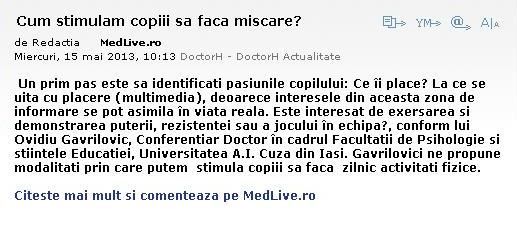 Cum stimulam copiii sa faca miscare?
YM
@
A|A
de Redactia MedLive.ro
Miercuri, 15 mai 2013, 10:13 DoctorH - DoctorH Actualitate
Un prim pas este sa identificati pasiunile copilului: Ce îi place? La ce se
uita cu placere (multimedia), deoarece interesele din aceasta zona de
informare se pot asimila în viata reala. Este interesat de exersarea si
demonstrarea puterii, rezistentei sau a jocului în echipa?, conform lui
Ovidiu Gavrilovic, Conferentiar Doctor în cadrul Facultatii de Psihologie si
stiintele Educatiei, Universitatea A.I. Cuza din Iasi. Gavrilovici ne propune
modalitati prin care putem stimula copiii sa faca zilnic activitati fizice.
Citeste mai mult si comenteaza pe MedLive.ro